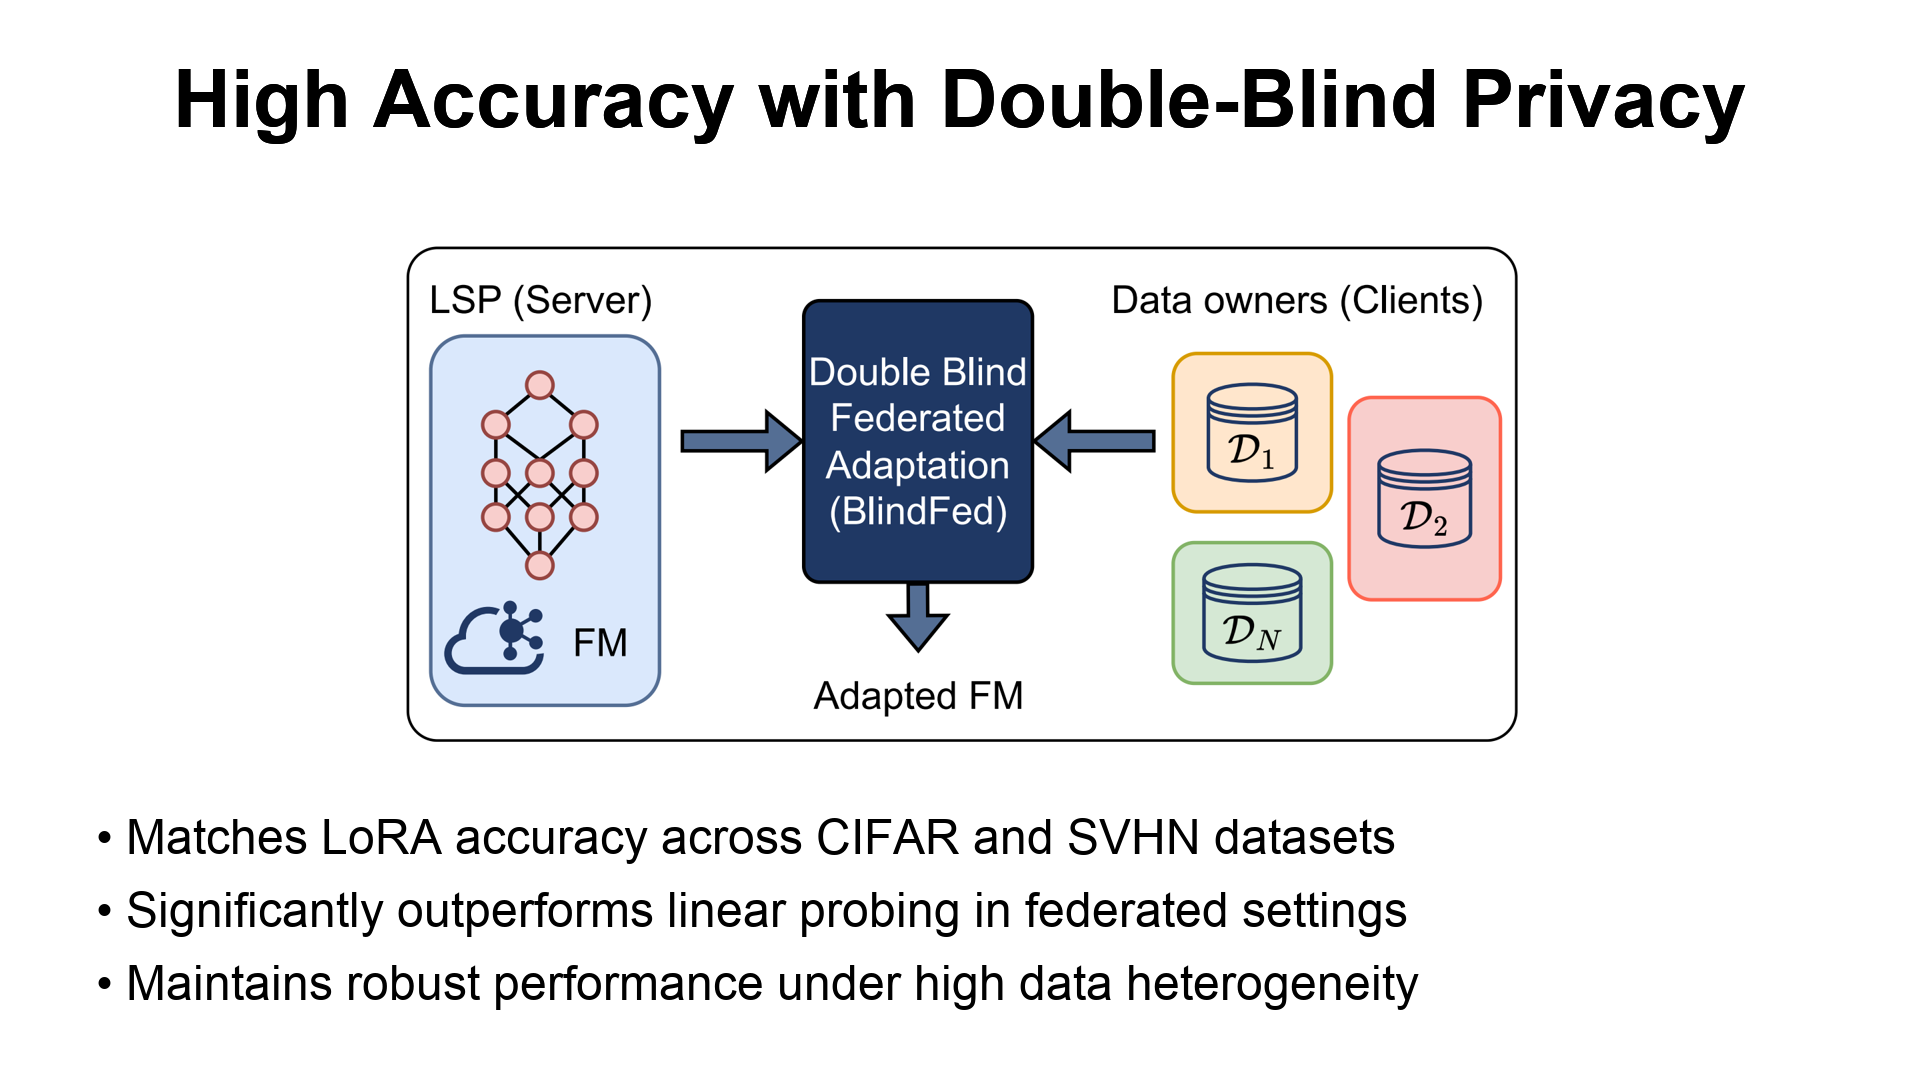 High Accuracy with Double-Blind Privacy
LSP (Server)
FM
Double Blind
Federated
Adaptation
(BlindFed)
Adapted FM
Data owners (Clients)
𝒟1
𝒟2
𝒟N
• Matches LoRA accuracy across CIFAR and SVHN datasets
• Significantly outperforms linear probing in federated settings
• Maintains robust performance under high data heterogeneity